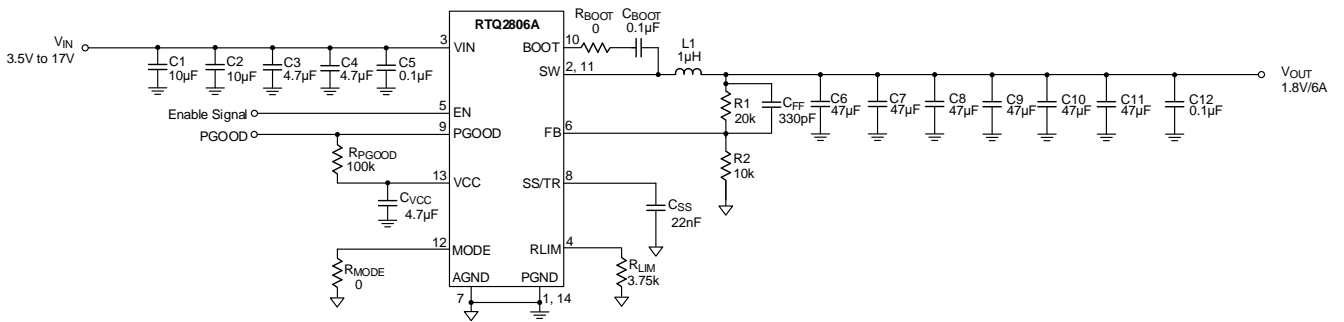 RTQ2806A
VIN
3.5V to 17V
C1
10µF
C2
10µF
C3
4.7µF
C4
4.7µF
C5
0.1µF
3
VIN
BOOT
10
RBOOT
0
CBOOT
0.1µF
SW
2, 11
L1
1µH
VOUT
1.8V/6A
Enable Signal
5
EN
PGOOD
9
PGOOD
RPGOOD
100k
13
VCC
CVCC
4.7µF
12
MODE
RMODE
0
FB
6
R1
20k
CFF
330pF
R2
10k
C6
47µF
C7
47µF
C8
47µF
C9
47µF
C10
47µF
C11
47µF
C12
0.1µF
SS/TR
8
CSS
22nF
RLIM
4
RLIM
3.75k
AGND
7
PGND
1, 14